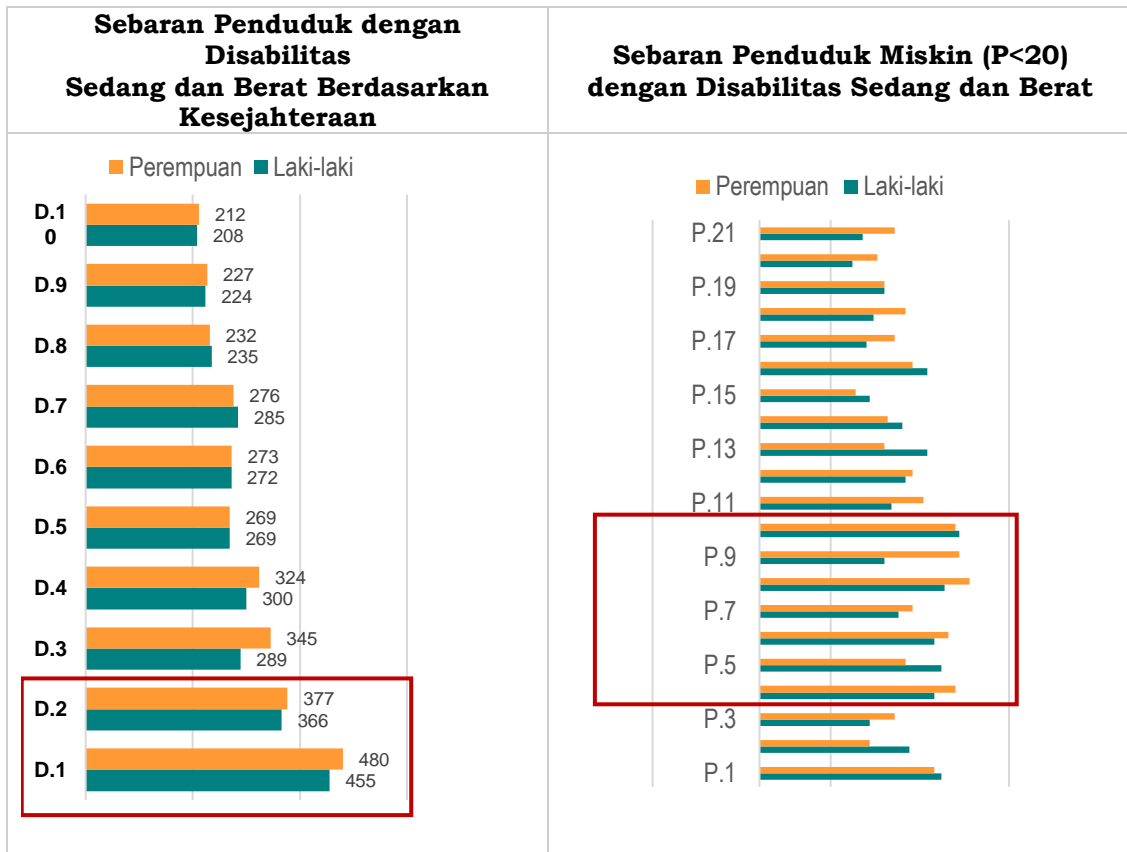 Sebaran Penduduk dengan
Disabilitas
Sedang dan Berat Berdasarkan
Kesejahteraan
Sebaran Penduduk Miskin (P<20)
dengan Disabilitas Sedang dan Berat
Perempuan Laki-laki
D.1
0
212
208
D.9
227
224
D.8
232
235
D.7
276
285
D.6
273
272
D.5
269
269
D.4
324
300
D.3
345
289
D.2
377
366
D.1
480
455
Perempuan Laki-laki
P.21
P.19
P.17
P.15
P.13
P.11
P.9
P.7
P.5
P.3
P.1